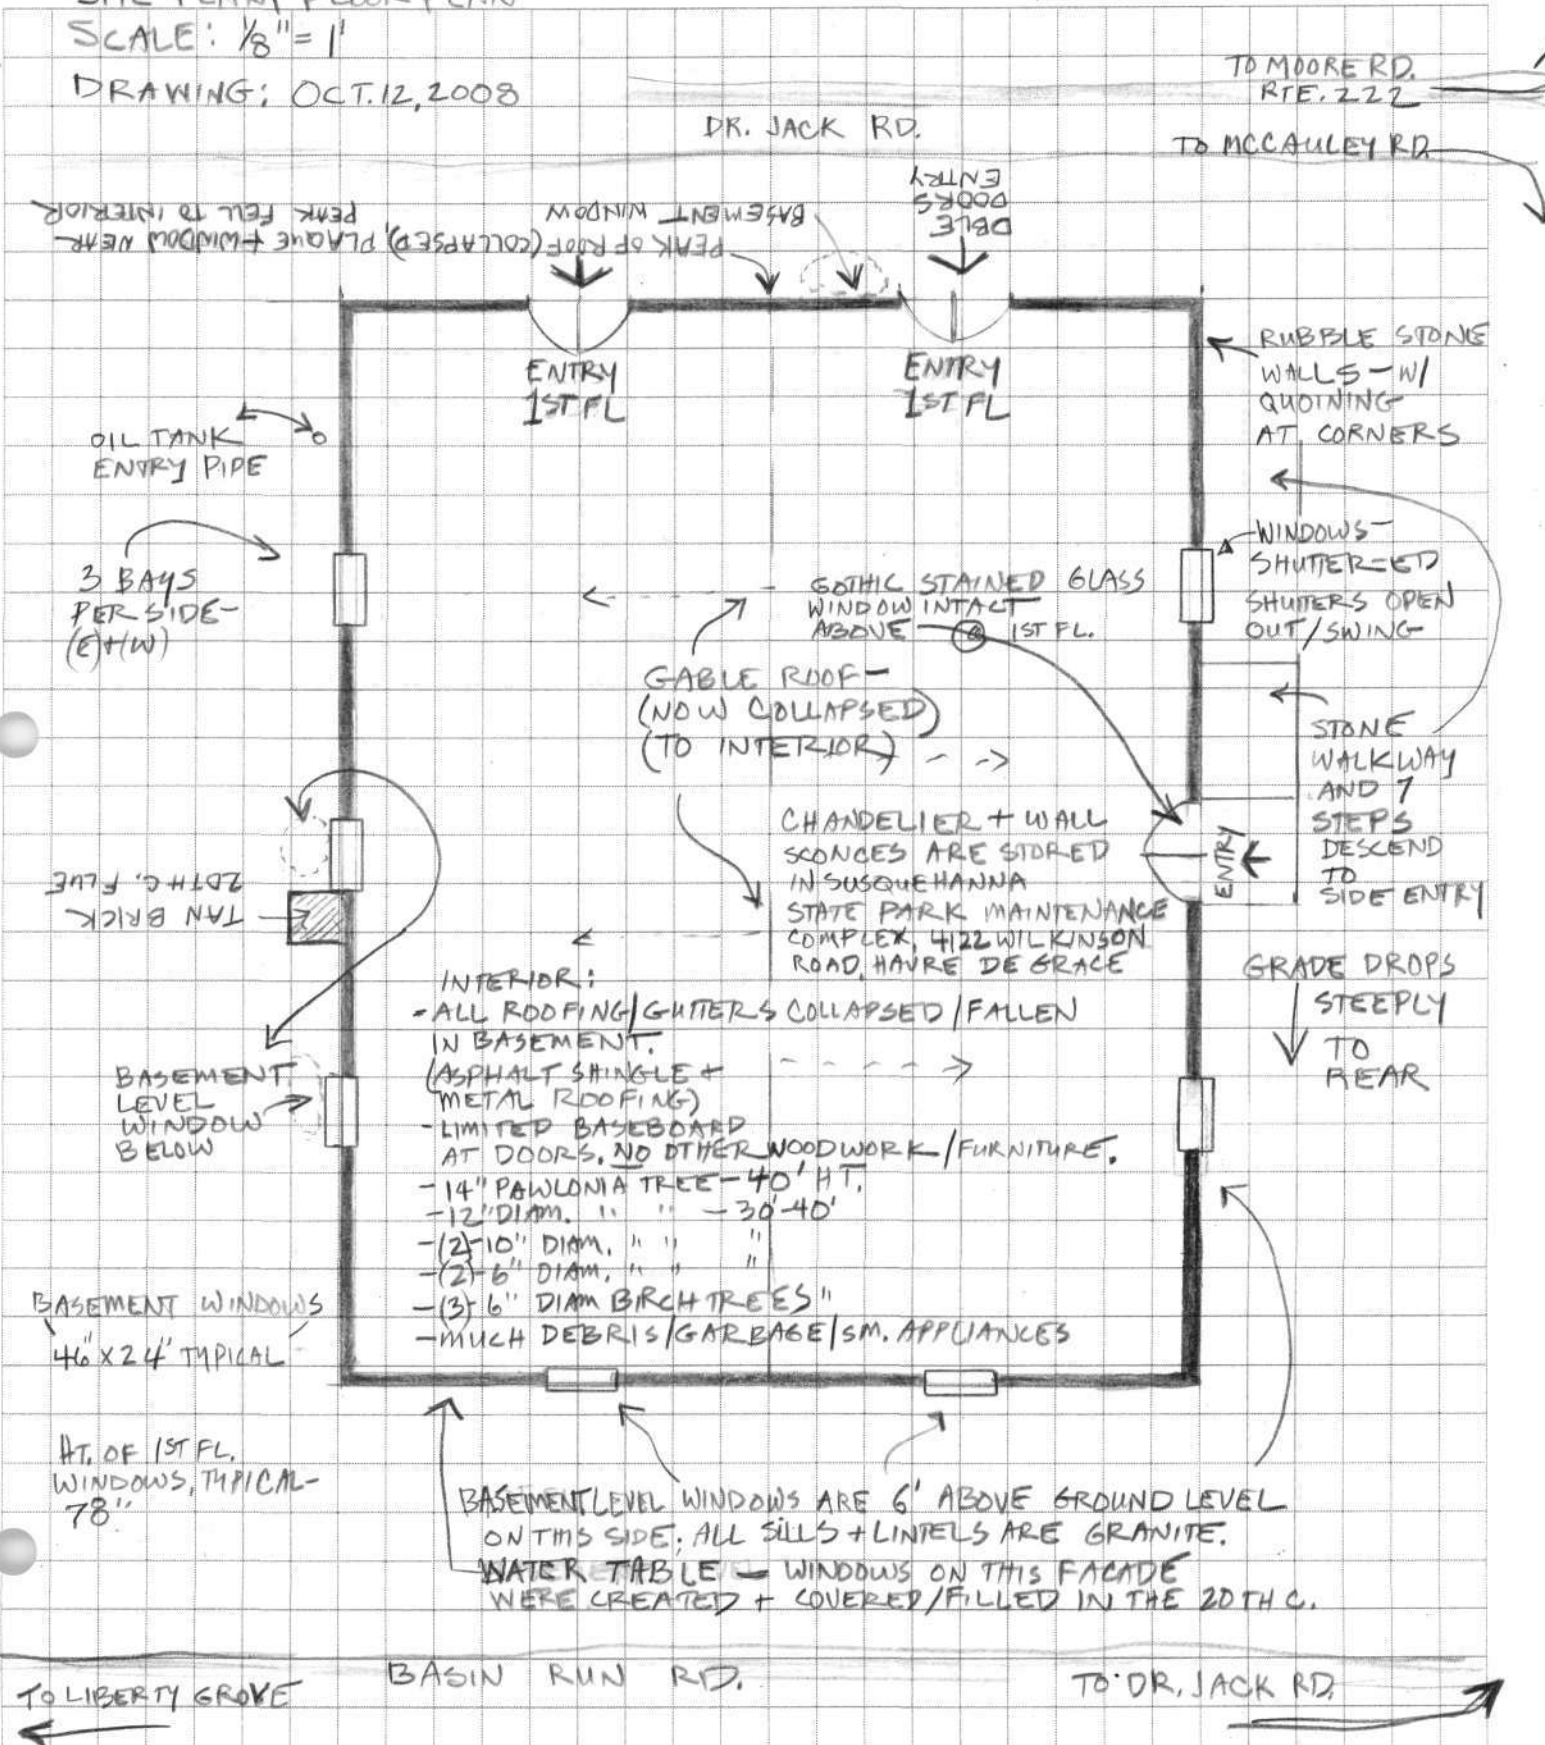 SITE PLAN/FLOOR PLAN
SCALE: 1/8" = 1'
DRAWING: OCT. 12, 2008
TO MOORE RD.
RTE. 222
DR. JACK RD.
TO MCCAULEY RD
DBLE
DOORS
ENTRY
BASEMENT WINDOW
PEAK OF ROOF (COLLAPSED), PLAQUE + WINDOW NEAR
PEAK FELL TO INTERIOR
ENTRY
1ST FL
ENTRY
1ST FL
RUBBLE STONE
WALLS - W/
QUOINING
AT CORNERS
OIL TANK
ENTRY PIPE
WINDOWS -
SHUTTER=ED
SHUTTERS OPEN
OUT/SWING
3 BAYS
PER SIDE-
(E)+(W)
GOTHIC STAINED GLASS
WINDOW INTACT
ABOVE @ 1ST FL.
GABLE ROOF -
(NOW COLLAPSED)
(TO INTERIOR)
STONE
WALKWAY
AND 7
STEPS
DESCEND
TO
SIDE ENTRY
ENTRY
CHANDELIER + WALL
SCONCES ARE STORED
IN SUSQUEHANNA
STATE PARK MAINTENANCE
COMPLEX, 4122 WILKINSON
ROAD, HAVRE DE GRACE
TAN BRICK
20TH C. FLUE
GRADE DROPS
STEEPLY
TO
REAR
INTERIOR:
- ALL ROOFING/GUTTERS COLLAPSED/FALLEN
IN BASEMENT.
(ASPHALT SHINGLE +
METAL ROOFING)
- LIMITED BASEBOARD
AT DOORS. NO OTHER WOODWORK/FURNITURE.
- 14" PAWLONIA TREE - 40' HT.
- 12" DIAM. " " - 30'-40'
- (2)-10" DIAM. " " "
- (2)-6" DIAM. " " "
- (3)-6" DIAM BIRCH TREES "
- MUCH DEBRIS/GARBAGE/SM. APPLIANCES
BASEMENT
LEVEL
WINDOW
BELOW
BASEMENT WINDOWS
46" X 24" TYPICAL
HT. OF 1ST FL.
WINDOWS, TYPICAL-
78"
BASEMENT LEVEL WINDOWS ARE 6' ABOVE GROUND LEVEL
ON THIS SIDE; ALL SILLS + LINTELS ARE GRANITE.
WATER TABLE - WINDOWS ON THIS FACADE
WERE CREATED + COVERED/FILLED IN THE 20TH C.
BASIN RUN RD.
TO LIBERTY GROVE
TO DR. JACK RD.